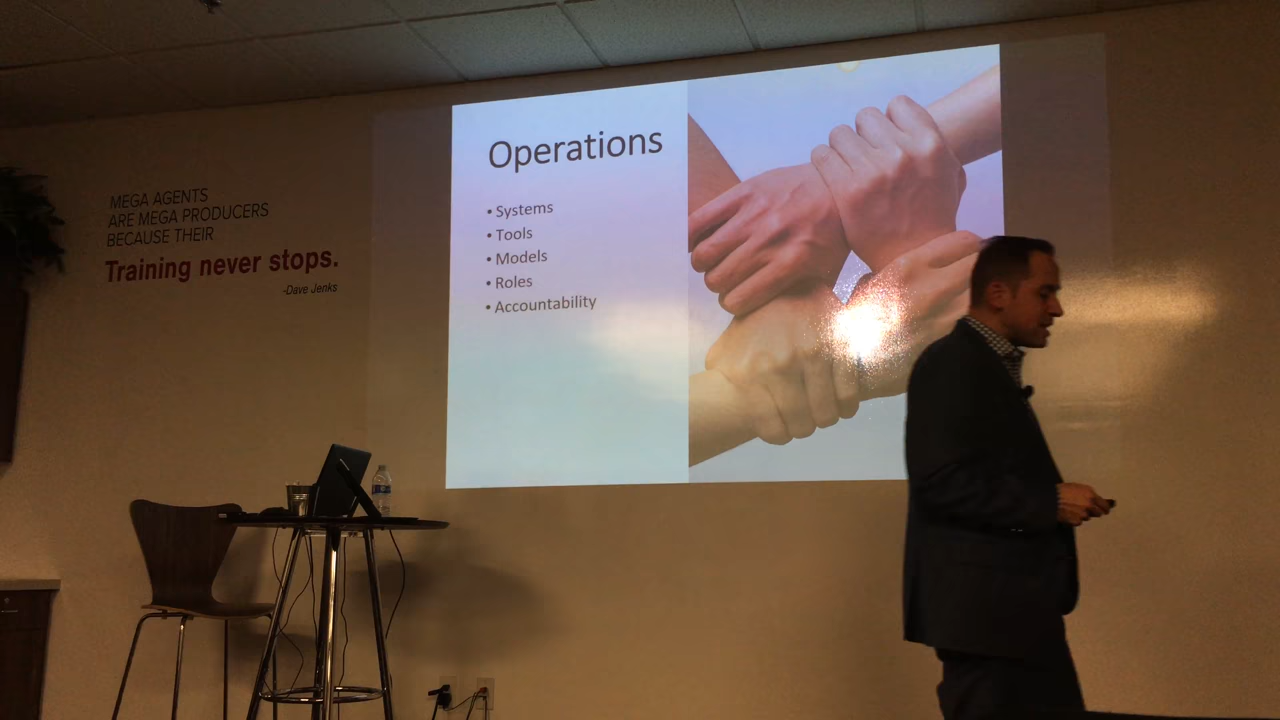 MEGA AGENTS
ARE MEGA PRODUCERS
BECAUSE THEIR
Training never stops.
-Dave Jenks
Operations
• Systems
• Tools
• Models
• Roles
• Accountability